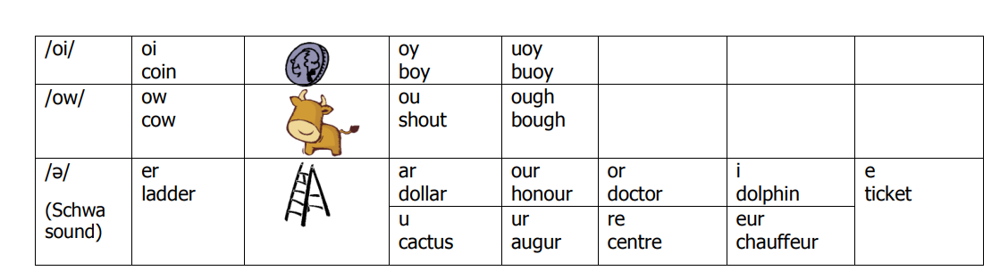 /oi/ oi oy uoy
coin boy buoy
/ow/ ow ou ough
cow shout bough
/ə/ er ar our or i e
ladder dollar honour doctor dolphin ticket
(Schwa
sound)
u ur re eur
cactus augur centre chauffeur